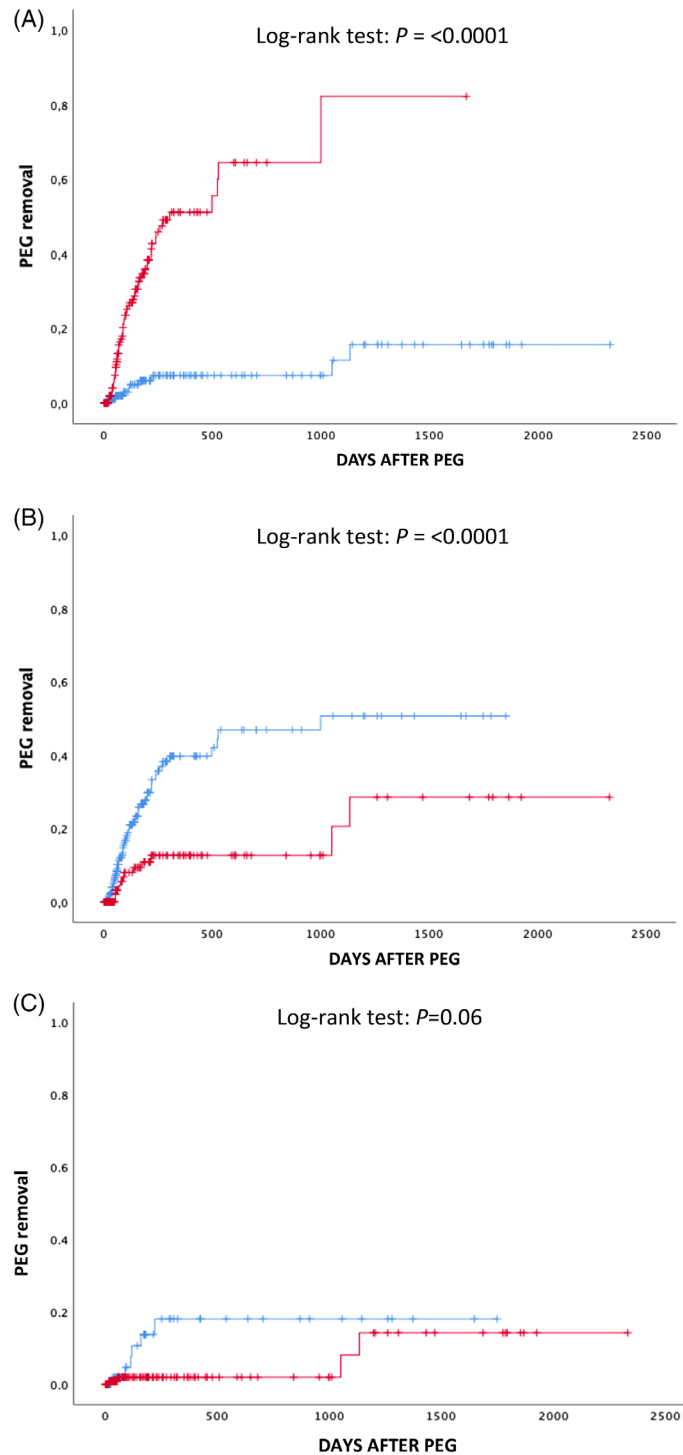 (A)
Log-rank test: P = <0.0001
1,0
0,8
0,6
0,4
0,2
0,0
PEG removal
0 500 1000 1500 2000 2500
DAYS AFTER PEG
(B)
Log-rank test: P = <0.0001
1,0
0,8
0,6
0,4
0,2
0,0
PEG removal
0 500 1000 1500 2000 2500
DAYS AFTER PEG
(C)
Log-rank test: P=0.06
1.0
0.8
0.6
0.4
0.2
0.0
PEG removal
0 500 1000 1500 2000 2500
DAYS AFTER PEG